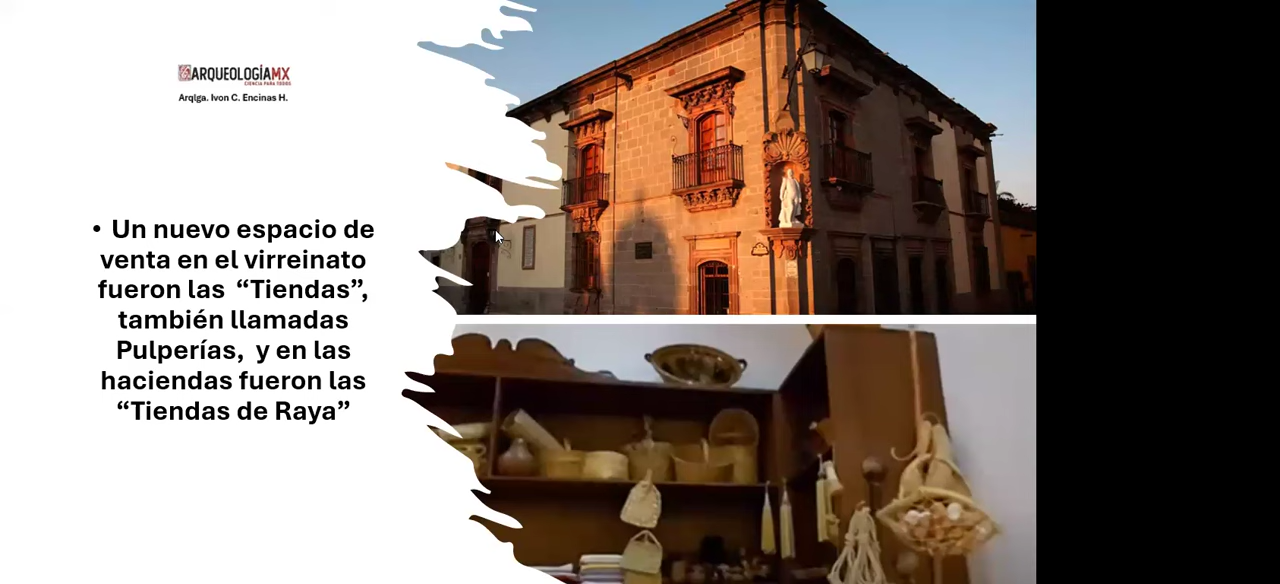 ARQUEOLOGÍAMX
CIENCIA PARA TODOS
Arqlga. Ivon C. Encinas H.
• Un nuevo espacio de
venta en el virreinato
fueron las “Tiendas”,
también llamadas
Pulperías, y en las
haciendas fueron las
“Tiendas de Raya”